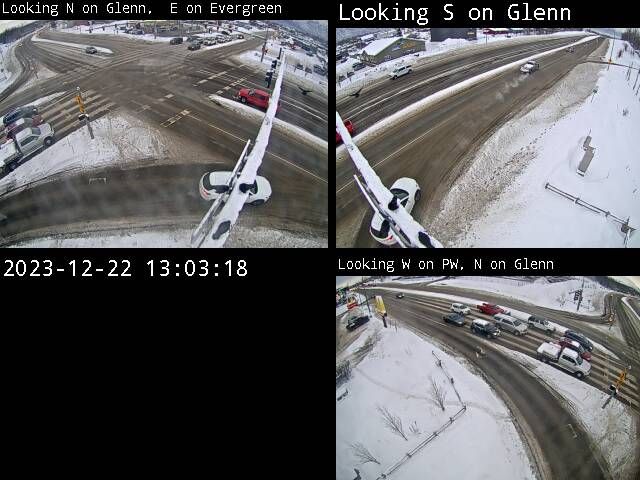 Looking N on Glenn,  E on Evergreen
Looking S on Glenn
2023-12-22 13:03:18
Looking W on PW, N on Glenn